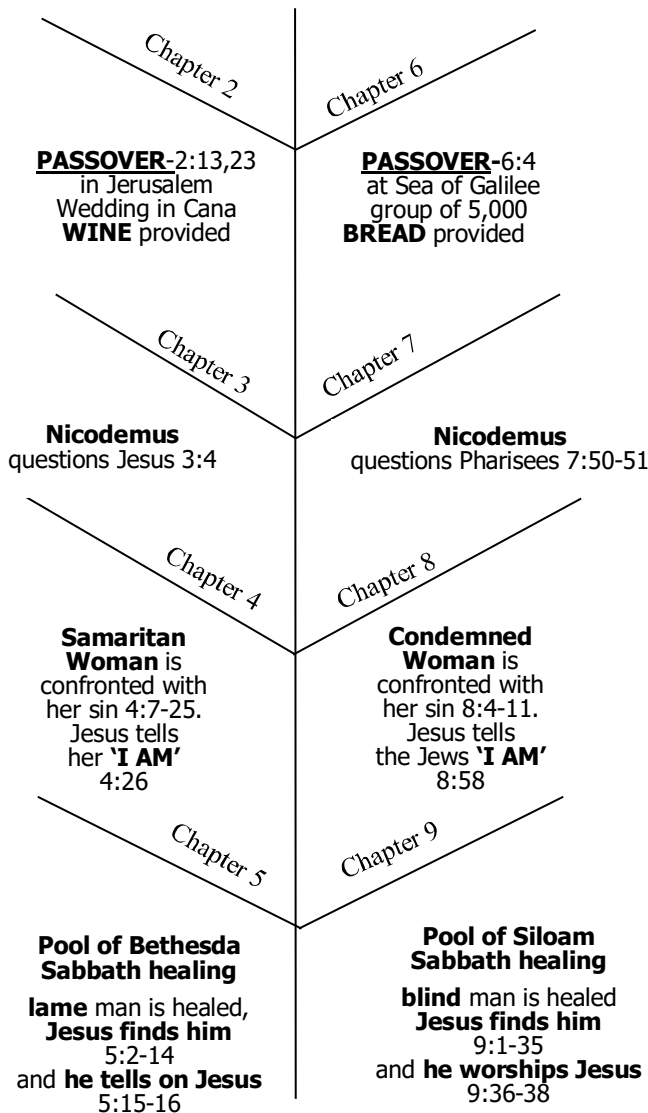 Chapter 2
PASSOVER-2:13,23
in Jerusalem
Wedding in Cana
WINE provided
Chapter 6
PASSOVER-6:4
at Sea of Galilee
group of 5,000
BREAD provided
Chapter 3
Nicodemus
questions Jesus 3:4
Chapter 7
Nicodemus
questions Pharisees 7:50-51
Chapter 4
Samaritan
Woman is
confronted with
her sin 4:7-25.
Jesus tells
her ‘I AM’
4:26
Chapter 8
Condemned
Woman is
confronted with
her sin 8:4-11.
Jesus tells
the Jews ‘I AM’
8:58
Chapter 5
Pool of Bethesda
Sabbath healing
lame man is healed,
Jesus finds him
5:2-14
and he tells on Jesus
5:15-16
Chapter 9
Pool of Siloam
Sabbath healing
blind man is healed
Jesus finds him
9:1-35
and he worships Jesus
9:36-38